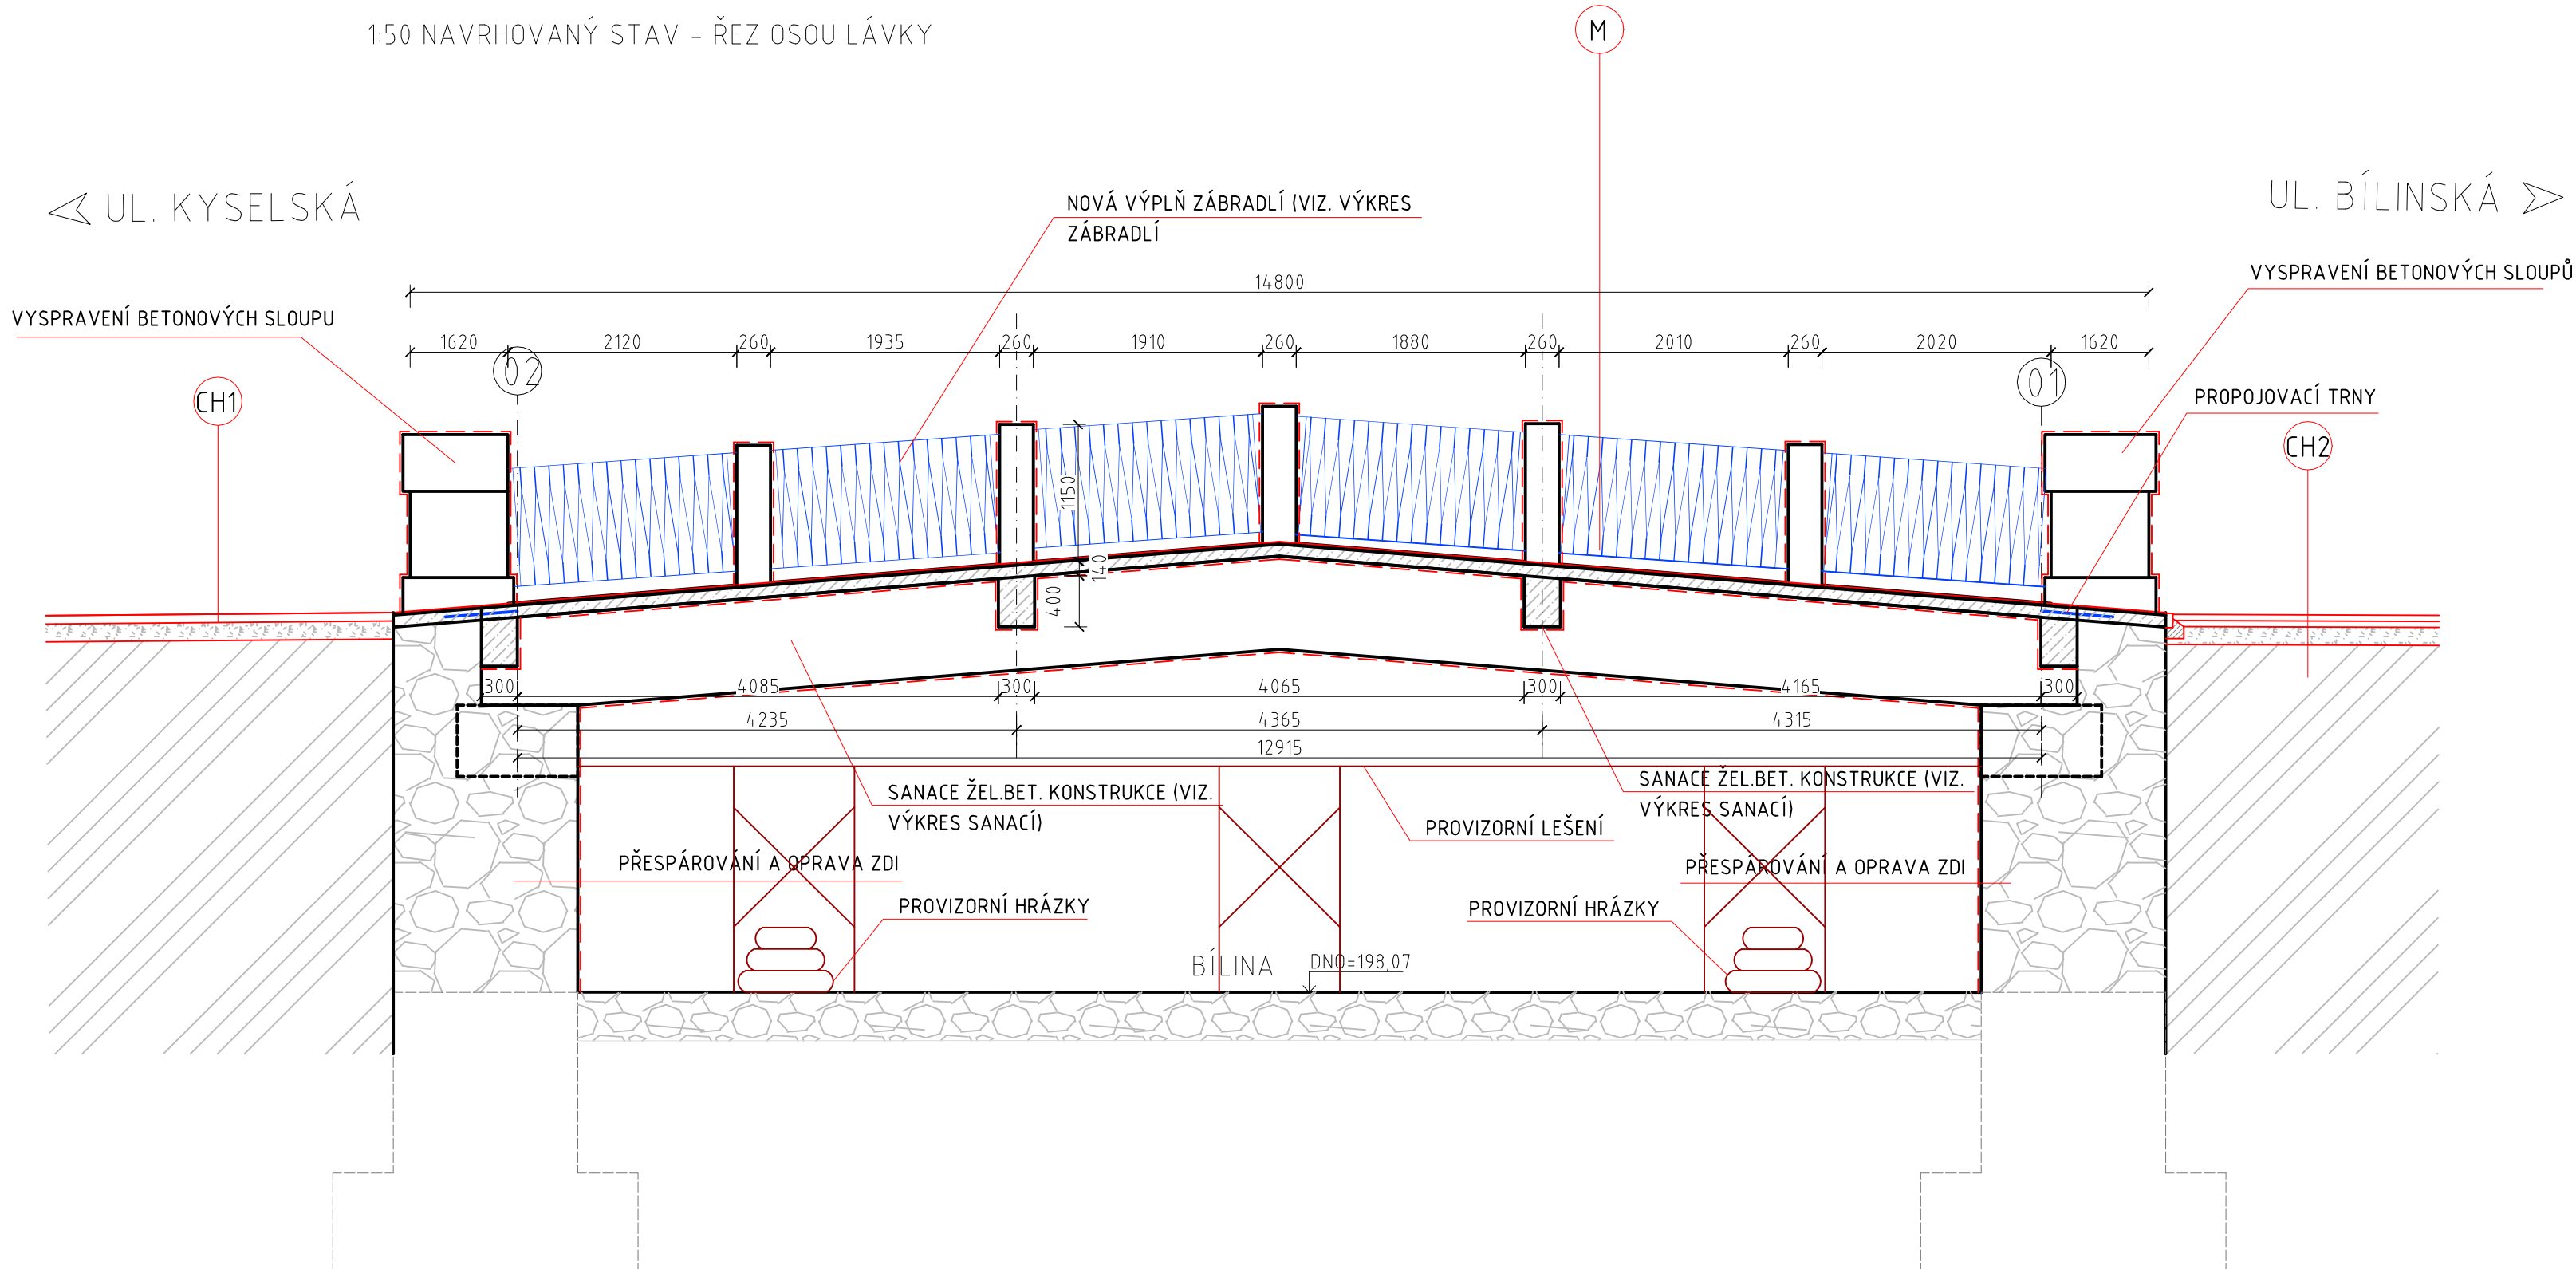 1:50 NAVRHOVANÝ STAV - ŘEZ OSOU LÁVKY
M
UL. KYSELSKÁ
UL. BÍLINSKÁ
NOVÁ VÝPLŇ ZÁBRADLÍ (VIZ. VÝKRES
ZÁBRADLÍ
14800
VYSPRAVENÍ BETONOVÝCH SLOUPŮ
VYSPRAVENÍ BETONOVÝCH SLOUPU
1620 2120 260 1935 260 1910 260 1880 260 2010 260 2020 1620
02
01
CH1
PROPOJOVACÍ TRNY
CH2
1150
140
400
300 4085 300 4065 300 4165 300
4235 4365 4315
12915
SANACE ŽEL.BET. KONSTRUKCE (VIZ.
VÝKRES SANACÍ)
SANACE ŽEL.BET. KONSTRUKCE (VIZ.
VÝKRES SANACÍ)
PROVIZORNÍ LEŠENÍ
PŘESPÁROVÁNÍ A OPRAVA ZDI
PŘESPÁROVÁNÍ A OPRAVA ZDI
PROVIZORNÍ HRÁZKY
PROVIZORNÍ HRÁZKY
BÍLINA
DNO=198,07